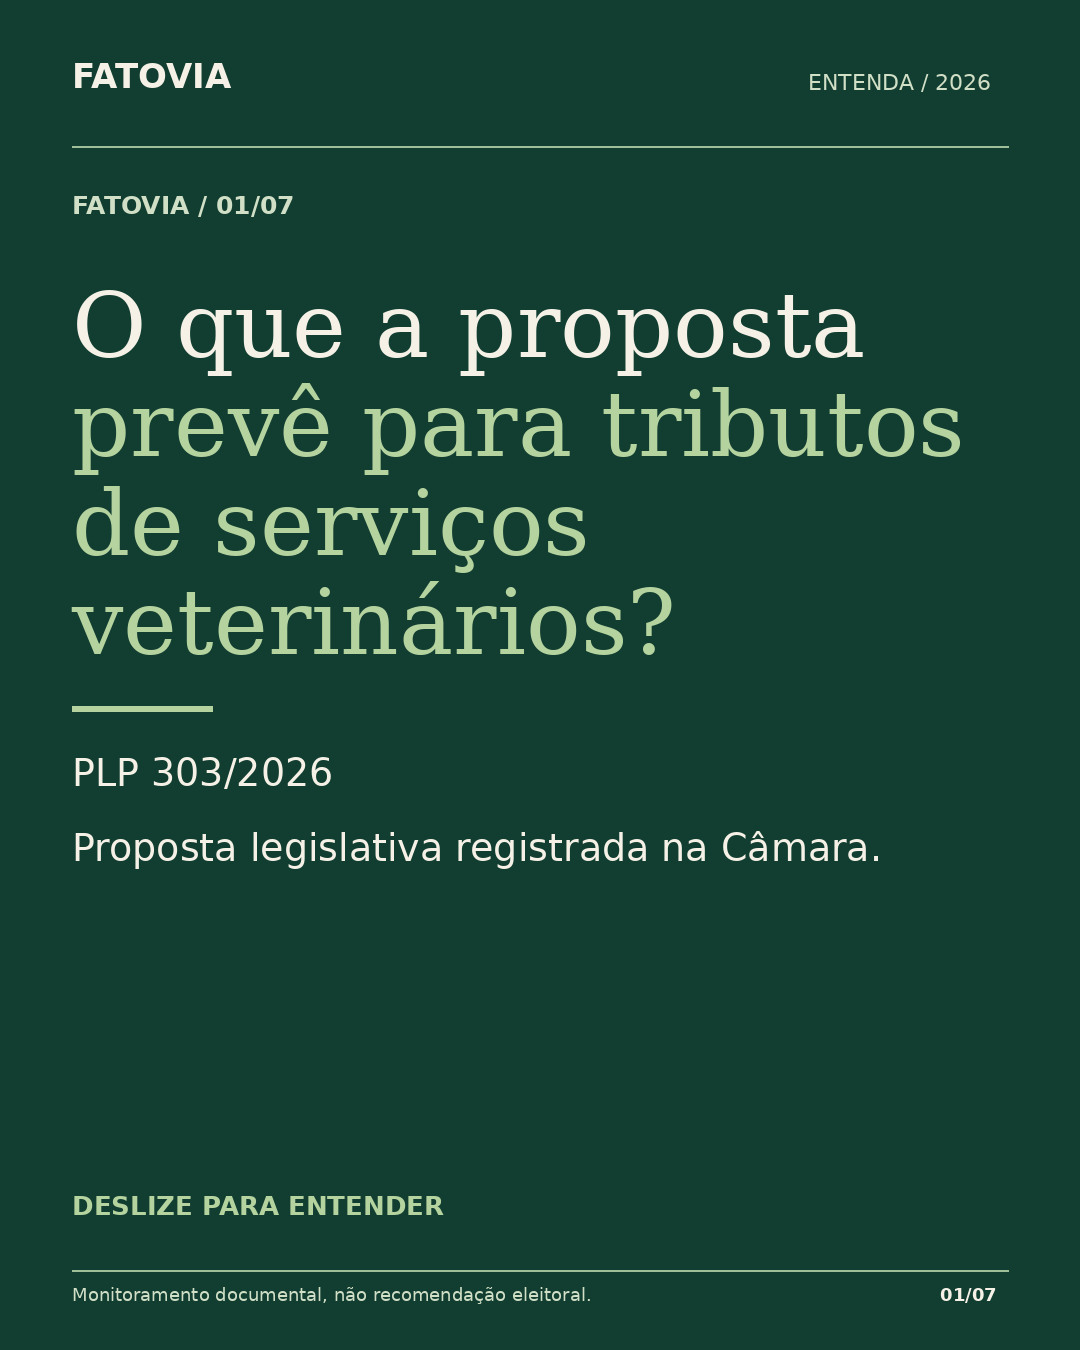 FATOVIA
ENTENDA / 2026
FATOVIA / 01/07
O que a proposta
prevê para tributos
de serviços
veterinários?
PLP 303/2026
Proposta legislativa registrada na Câmara.
DESLIZE PARA ENTENDER
Monitoramento documental, não recomendação eleitoral.
01/07